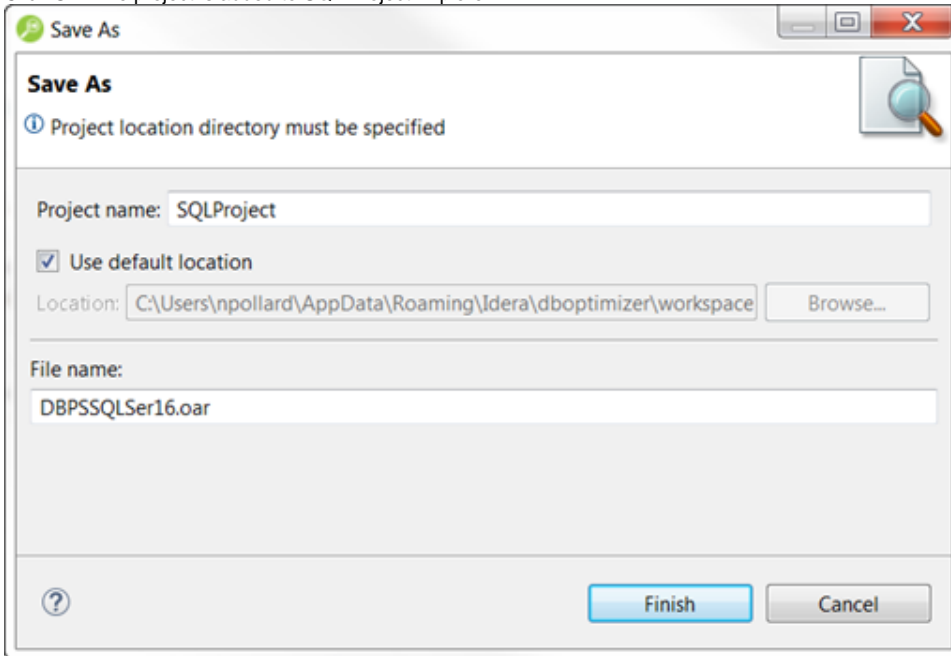 Save As
Save As
Project location directory must be specified
Project name: SQLProject
Use default location
Location: C:\Users\npollard\AppData\Roaming\Idera\dboptimizer\workspace Browse...
File name:
DBPSSQLSer16.oar
Finish Cancel